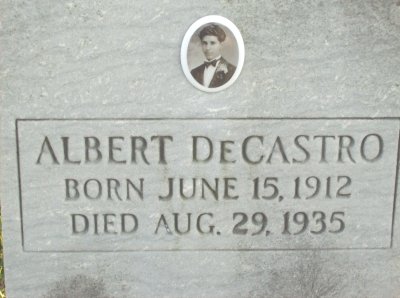 ALBERT DECASTRO
BORN JUNE 15, 1912
DIED AUG. 29, 1935